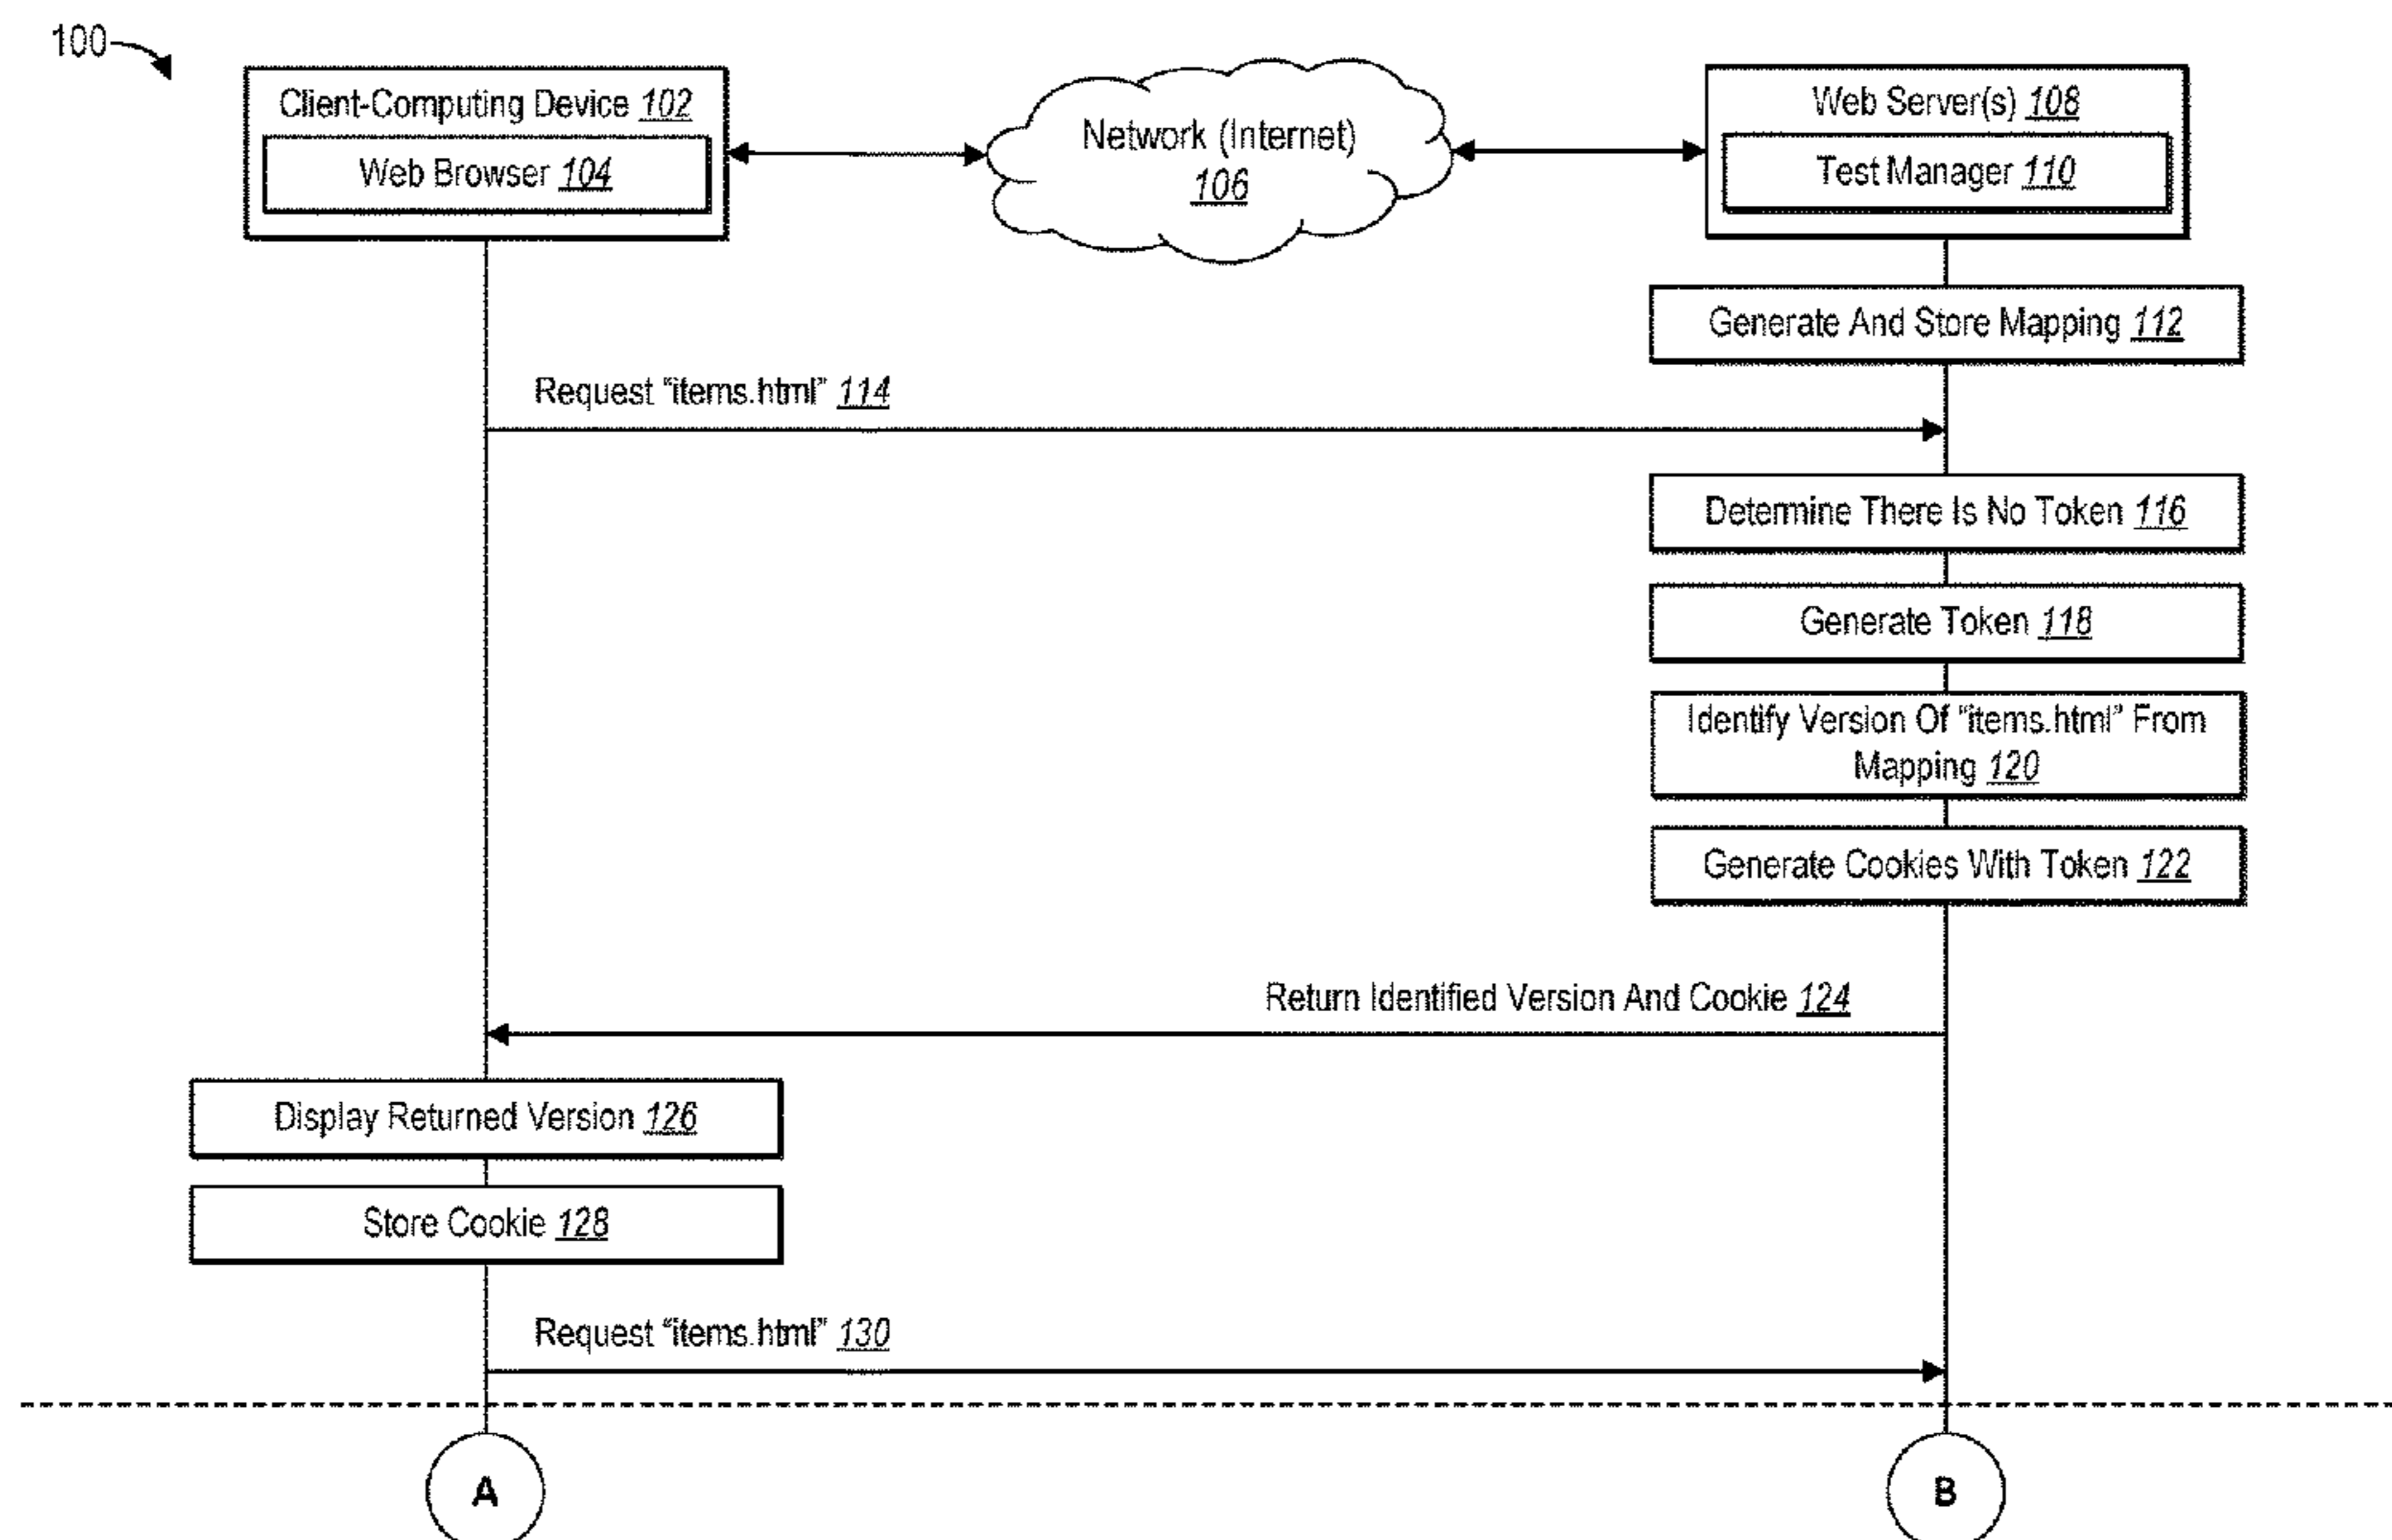 100
Client-Computing Device 102
Web Browser 104
Network (Internet)
106
Web Server(s) 108
Test Manager 110
Generate And Store Mapping 112
Request “items.html” 114
Determine There Is No Token 116
Generate Token 118
Identify Version Of “items.html” From
Mapping 120
Generate Cookies With Token 122
Return Identified Version And Cookie 124
Display Returned Version 126
Store Cookie 128
Request “items.html” 130
A
B